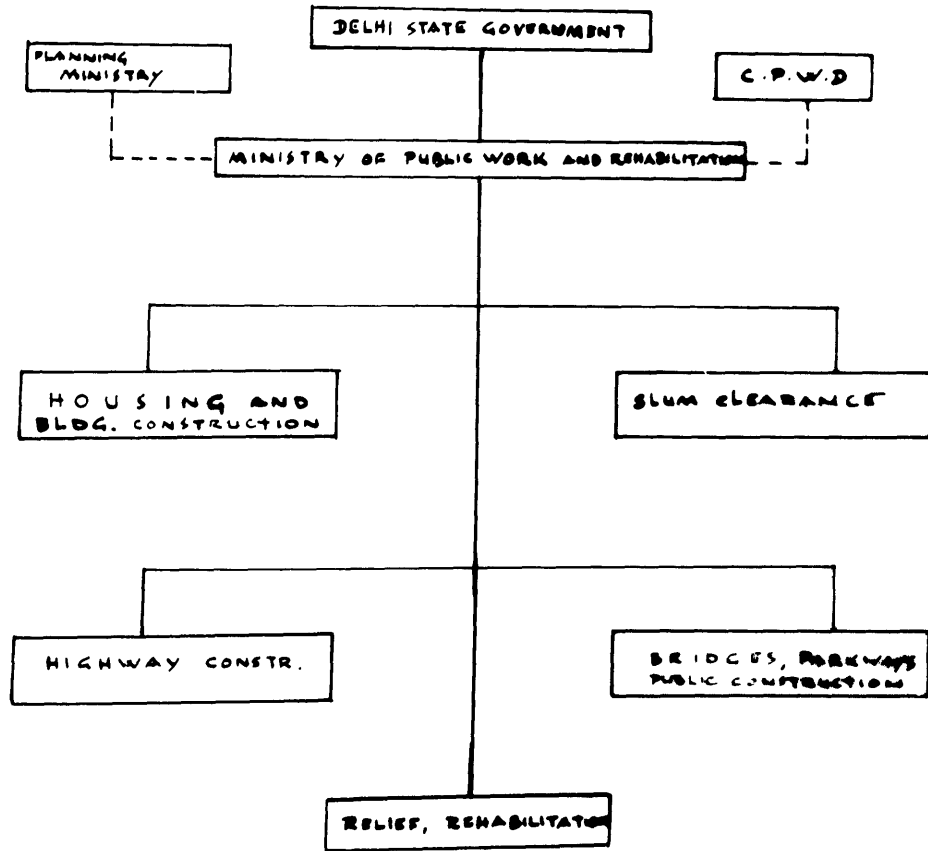 DELHI STATE GOVERNMENT
PLANNING
MINISTRY
C.P.W.D
MINISTRY OF PUBLIC WORK AND REHABILITATION
HOUSING AND
BLDG. CONSTRUCTION
SLUM CLEARANCE
HIGHWAY CONSTR.
BRIDGES, PARKWAYS
PUBLIC CONSTRUCTION
RELIEF, REHABILITATION